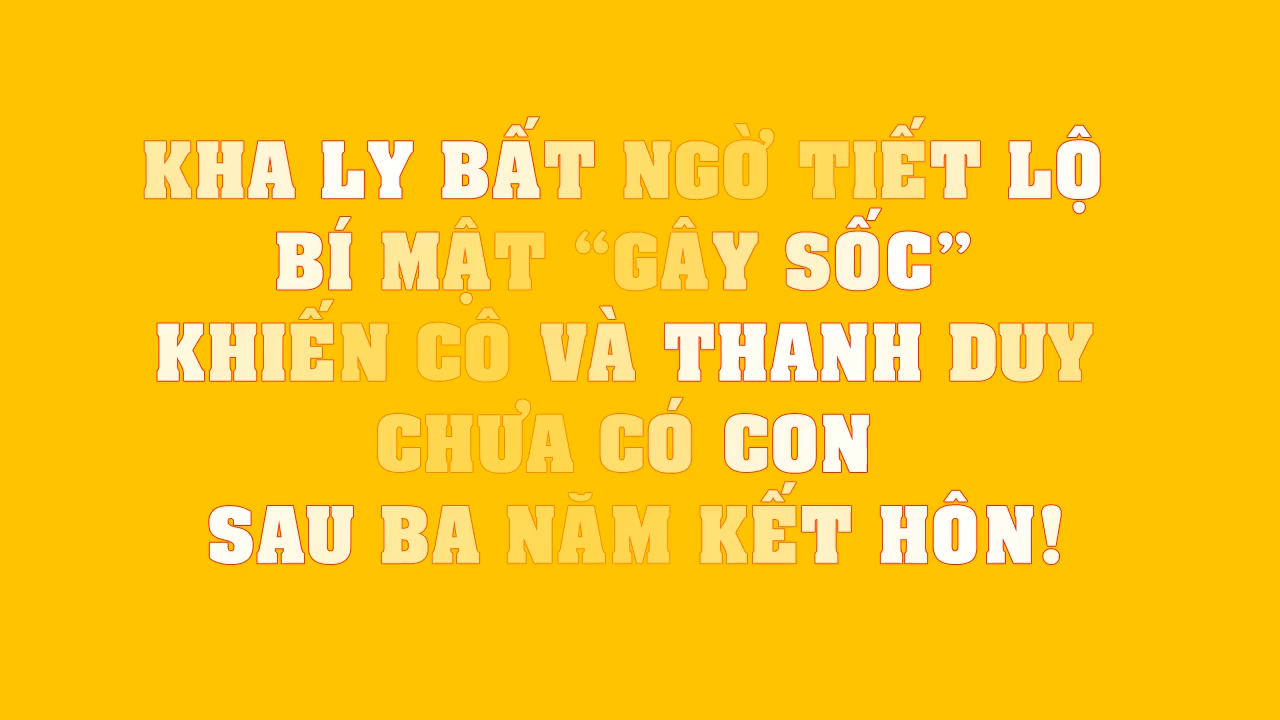 KHA LY BẤT NGỜ TIẾT LỘ
BÍ MẬT “GÂY SỐC”
KHIẾN CÔ VÀ THANH DUY
CHƯA CÓ CON
SAU BA NĂM KẾT HÔN!